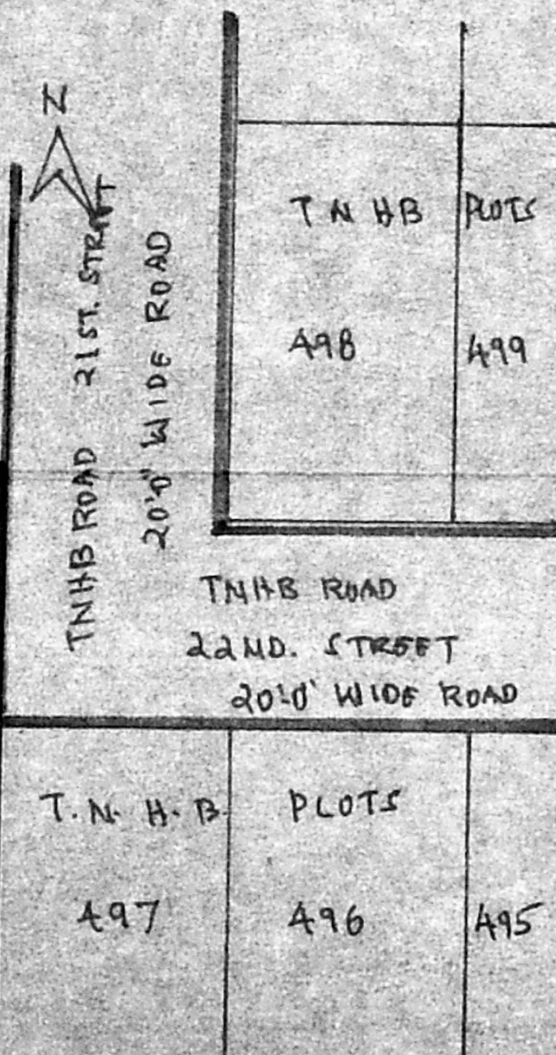 N
TNHB ROAD 21ST. STREET
20'0" WIDE ROAD
T N HB PLOTS
498 499
TNHB ROAD
22ND. STREET
20'-0' WIDE ROAD
T. N. H. B. PLOTS
497 496 495